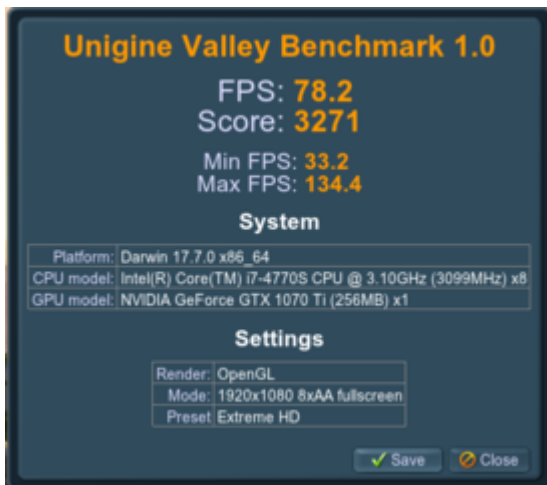 Unigine Valley Benchmark 1.0
FPS: 78.2
Score: 3271
Min FPS: 33.2
Max FPS: 134.4
System
Platform: Darwin 17.7.0 x86_64
CPU model: Intel(R) Core(TM) i7-4770S CPU @ 3.10GHz (3099MHz) x8
GPU model: NVIDIA GeForce GTX 1070 Ti (256MB) x1
Settings
Render: OpenGL
Mode: 1920x1080 8xAA fullscreen
Preset Extreme HD
Save Close